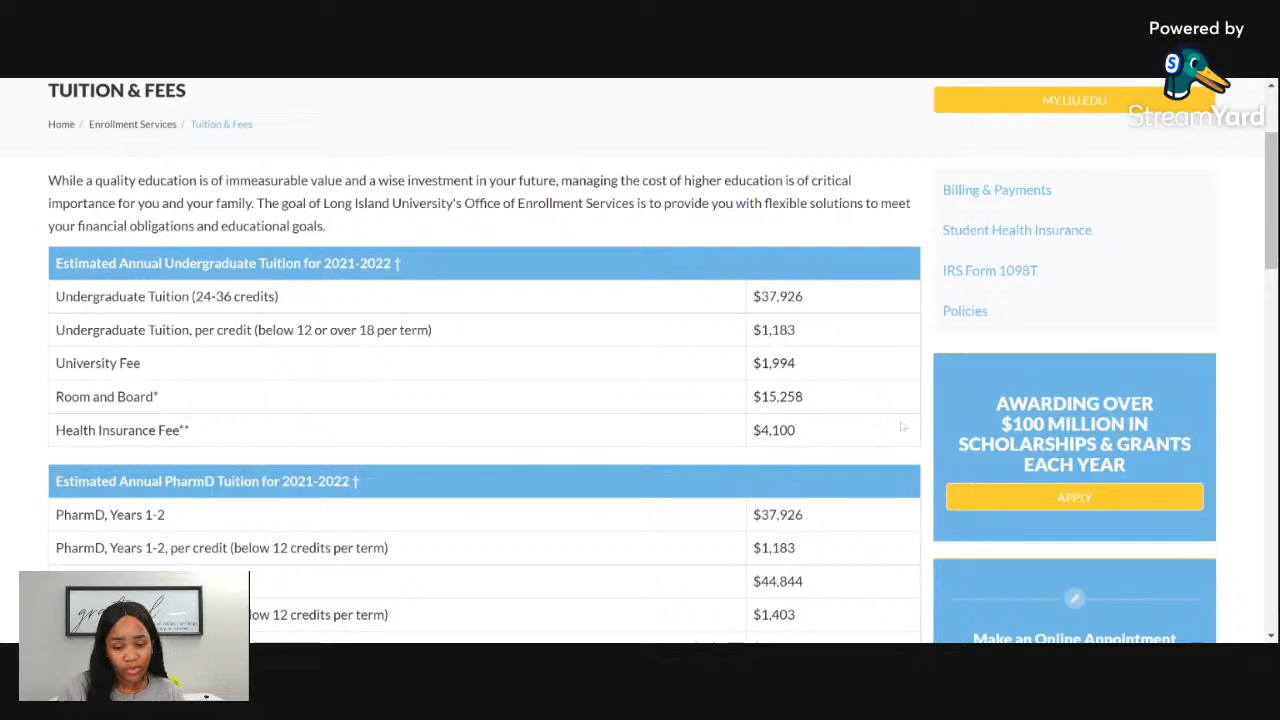 Powered by
S
StreamYard
TUITION & FEES
MY.LIU.EDU
Home / Enrollment Services / Tuition & Fees
While a quality education is of immeasurable value and a wise investment in your future, managing the cost of higher education is of critical
importance for you and your family. The goal of Long Island University's Office of Enrollment Services is to provide you with flexible solutions to meet
your financial obligations and educational goals.
Estimated Annual Undergraduate Tuition for 2021-2022 †
Undergraduate Tuition (24-36 credits) $37,926
Undergraduate Tuition, per credit (below 12 or over 18 per term) $1,183
University Fee $1,994
Room and Board* $15,258
Health Insurance Fee** $4,100
Estimated Annual PharmD Tuition for 2021-2022 †
PharmD, Years 1-2 $37,926
PharmD, Years 1-2, per credit (below 12 credits per term) $1,183
$44,844
low 12 credits per term) $1,403
Billing & Payments
Student Health Insurance
IRS Form 1098T
Policies
AWARDING OVER
$100 MILLION IN
SCHOLARSHIPS & GRANTS
EACH YEAR
APPLY
Make an Online Appointment